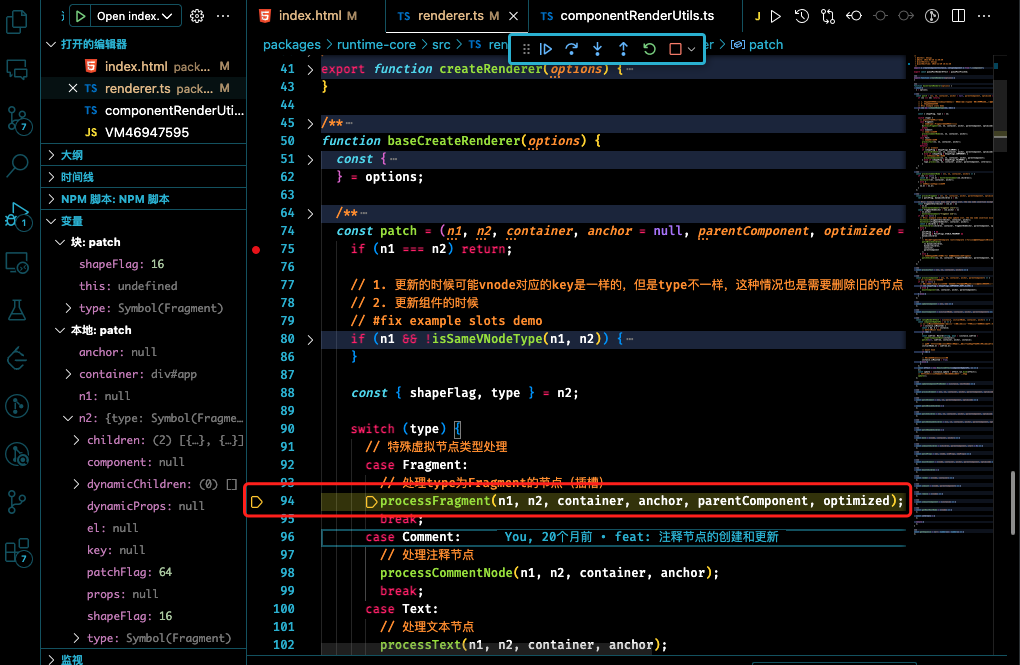 Open index.
index.html M
TS renderer.ts M
TS componentRenderUtils.ts
J
packages > runtime-core > src > TS ren
er > patch
打开的编辑器
index.html pack... M
TS renderer.ts pack... M
TS componentRenderUti...
JS VM46947595
大纲
时间线
NPM 脚本: NPM 脚本
变量
块: patch
shapeFlag: 16
this: undefined
type: Symbol(Fragment)
本地: patch
anchor: null
container: div#app
n1: null
n2: {type: Symbol(Fragme...
children: (2) [{…}, {…}]
component: null
dynamicChildren: (0) []
dynamicProps: null
el: null
key: null
patchFlag: 64
props: null
shapeFlag: 16
type: Symbol(Fragment)
监视
7
1
7
41 export function createRenderer(options) {…
43 }
44
45 /**…
50 function baseCreateRenderer(options) {
51 const {…
62 } = options;
63
64 /**…
74 const patch = (n1, n2, container, anchor = null, parentComponent, optimized =
75 if (n1 === n2) return;
76
77 // 1. 更新的时候可能vnode对应的key是一样的，但是type不一样，这种情况也是需要删除旧的节点
78 // 2. 更新组件的时候
79 // #fix example slots demo
80 if (n1 && !isSameVNodeType(n1, n2)) {…
86 }
87
88 const { shapeFlag, type } = n2;
89
90 switch (type) {
91 // 特殊虚拟节点类型处理
92 case Fragment:
93 // 处理type为Fragment的节点（插槽）
94 processFragment(n1, n2, container, anchor, parentComponent, optimized);
95 break;
96 case Comment: You, 20个月前 • feat: 注释节点的创建和更新
97 // 处理注释节点
98 processCommentNode(n1, n2, container, anchor);
99 break;
100 case Text:
101 // 处理文本节点
102 processText(n1, n2, container, anchor);